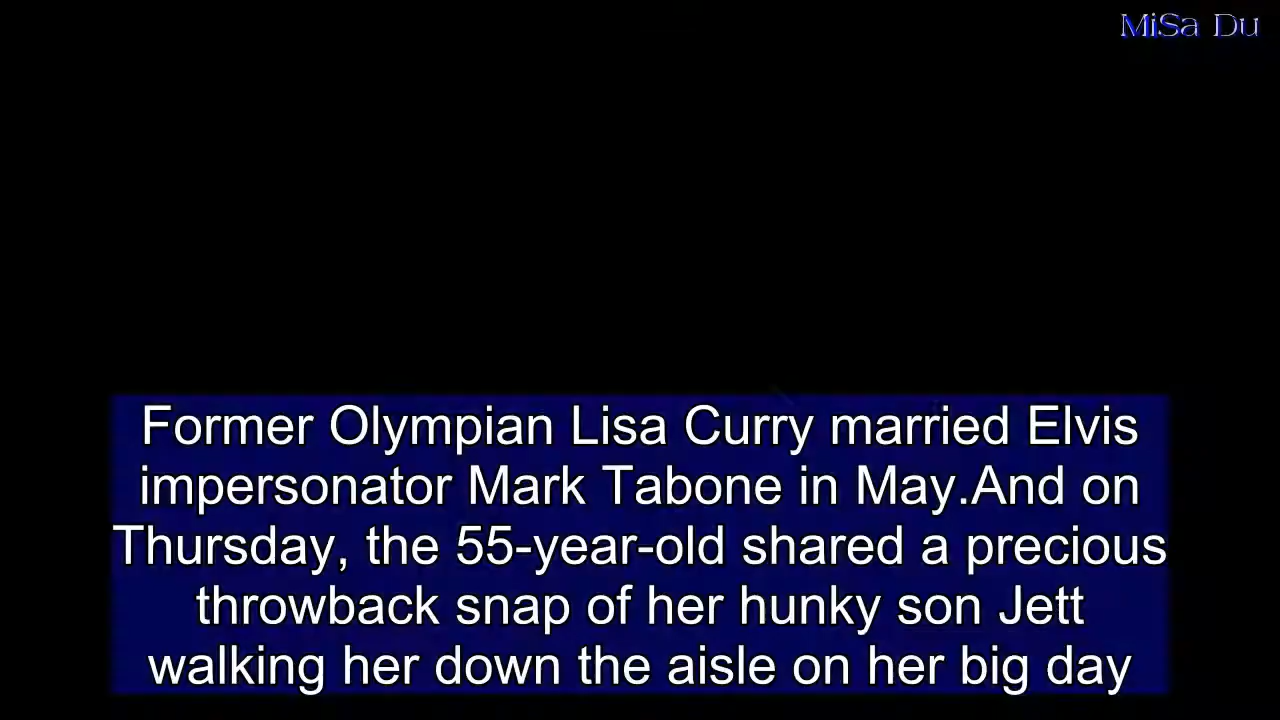 MiSa Du
Former Olympian Lisa Curry married Elvis
impersonator Mark Tabone in May.And on
Thursday, the 55-year-old shared a precious
throwback snap of her hunky son Jett
walking her down the aisle on her big day